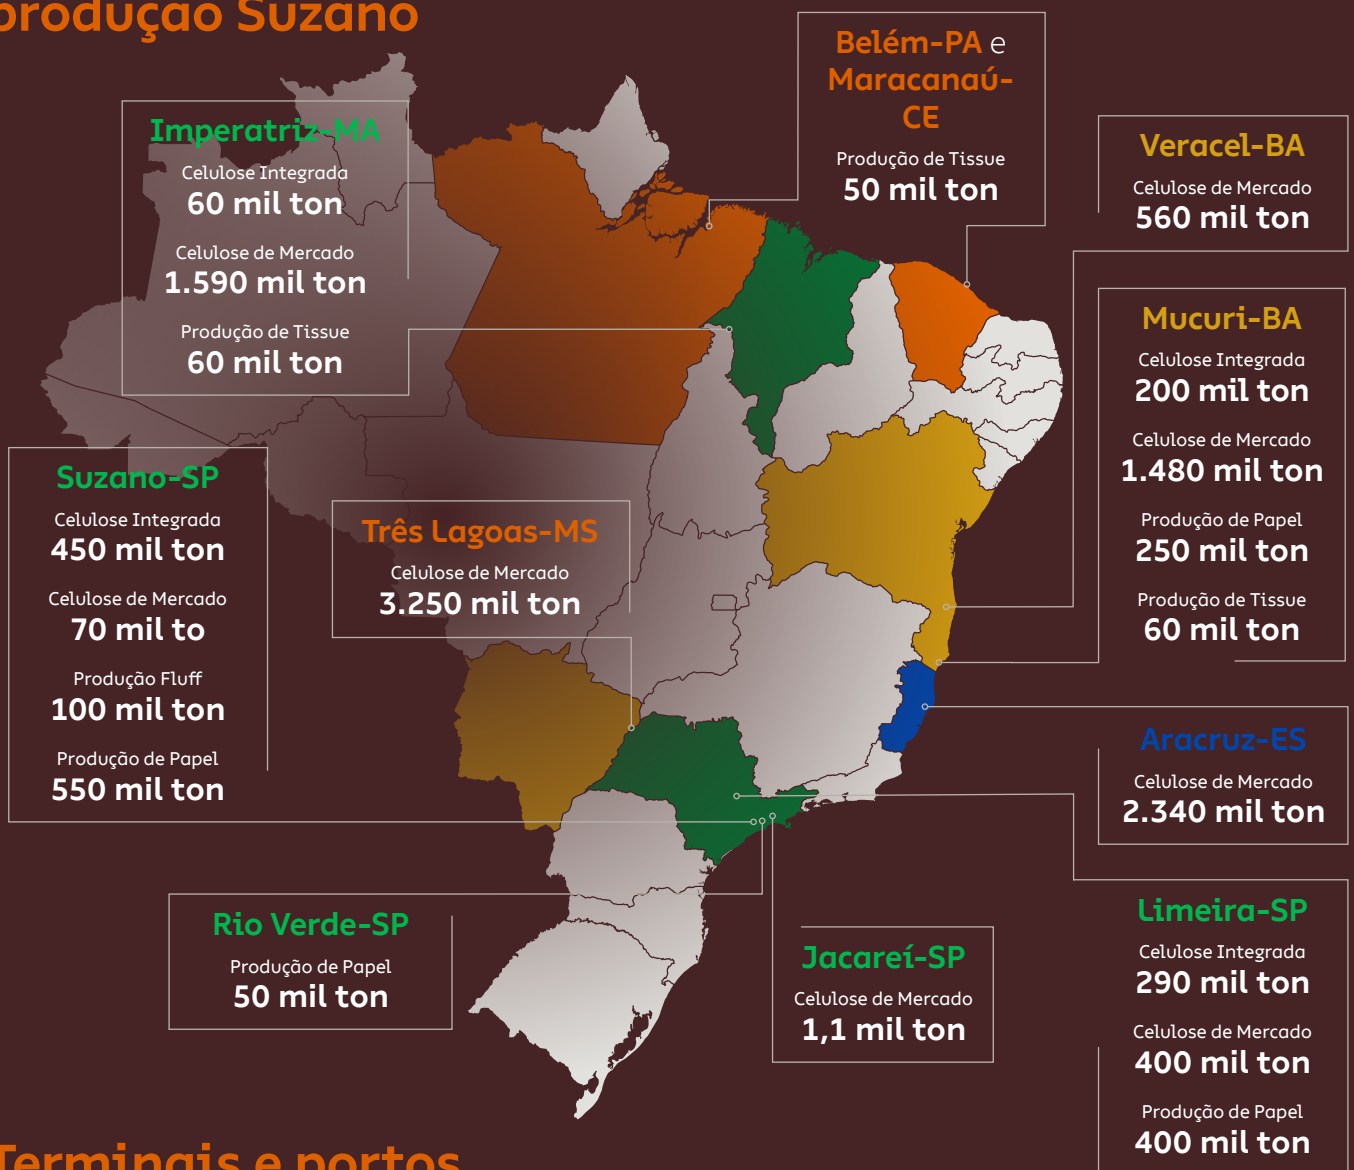 produção Suzano
Belém-PA e
Maracanaú-
CE
Produção de Tissue
50 mil ton
Imperatriz-MA
Celulose Integrada
60 mil ton
Celulose de Mercado
1.590 mil ton
Produção de Tissue
60 mil ton
Veracel-BA
Celulose de Mercado
560 mil ton
Mucuri-BA
Celulose Integrada
200 mil ton
Celulose de Mercado
1.480 mil ton
Produção de Papel
250 mil ton
Produção de Tissue
60 mil ton
Suzano-SP
Celulose Integrada
450 mil ton
Celulose de Mercado
70 mil to
Produção Fluff
100 mil ton
Produção de Papel
550 mil ton
Três Lagoas-MS
Celulose de Mercado
3.250 mil ton
Aracruz-ES
Celulose de Mercado
2.340 mil ton
Rio Verde-SP
Produção de Papel
50 mil ton
Jacareí-SP
Celulose de Mercado
1,1 mil ton
Limeira-SP
Celulose Integrada
290 mil ton
Celulose de Mercado
400 mil ton
Produção de Papel
400 mil ton
Terminais e portos